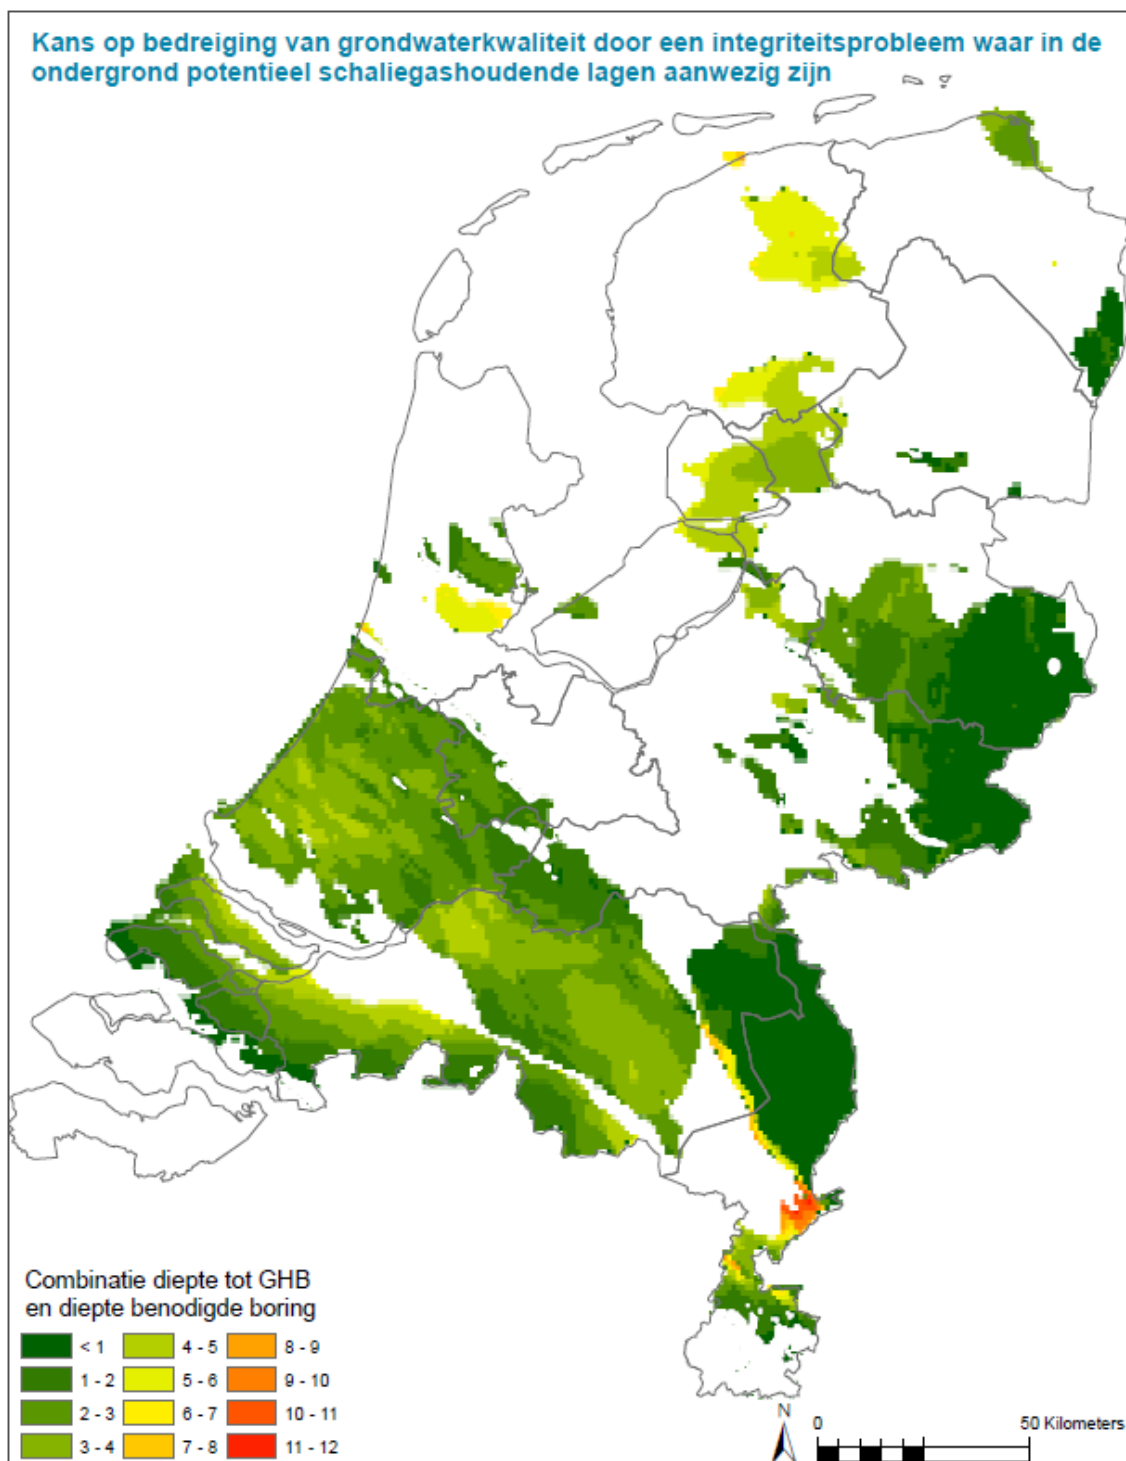 Kans op bedreiging van grondwaterkwaliteit door een integriteitsprobleem waar in de
ondergrond potentieel schaliegashoudende lagen aanwezig zijn
Combinatie diepte tot GHB
en diepte benodigde boring
< 1
4 - 5
8 - 9
1 - 2
5 - 6
9 - 10
2 - 3
6 - 7
10 - 11
3 - 4
7 - 8
11 - 12
N
0
50 Kilometers